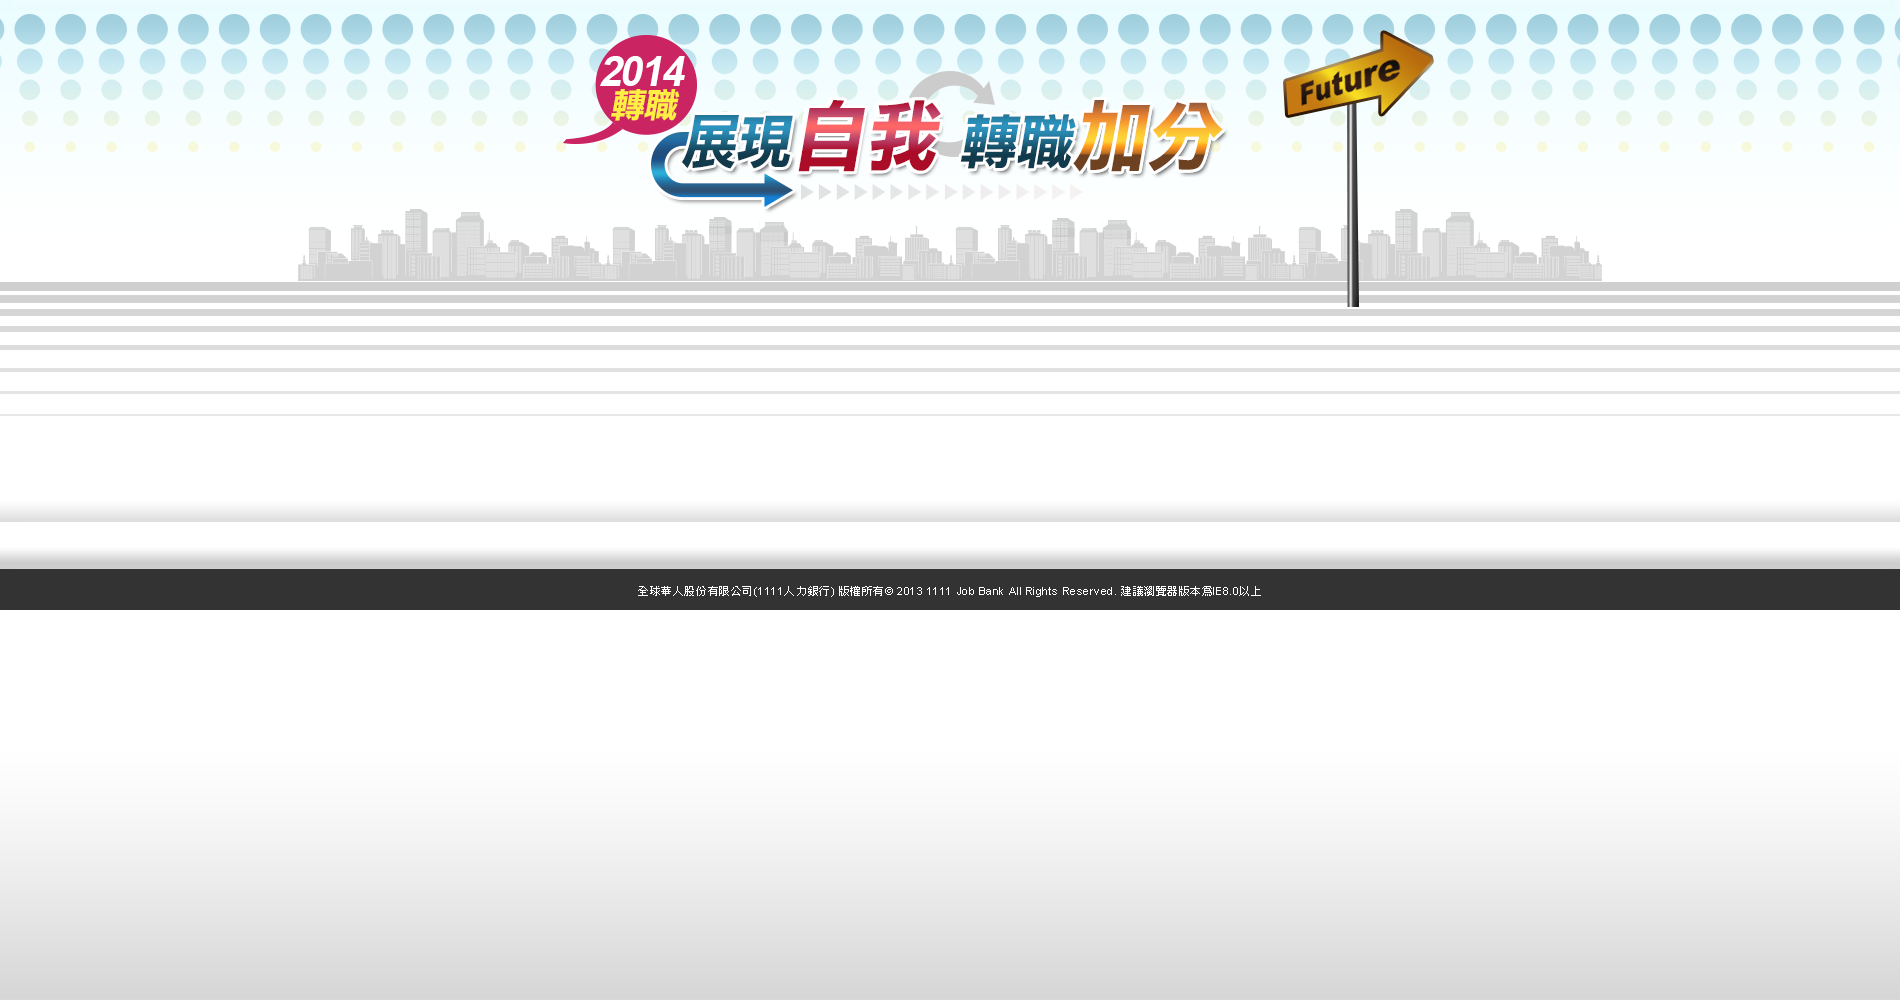 2014
轉職
展現自我 轉職加分
Future
全球華人股份有限公司(1111人力銀行) 版權所有© 2013 1111 Job Bank All Rights Reserved. 建議瀏覽器版本為IE8.0以上